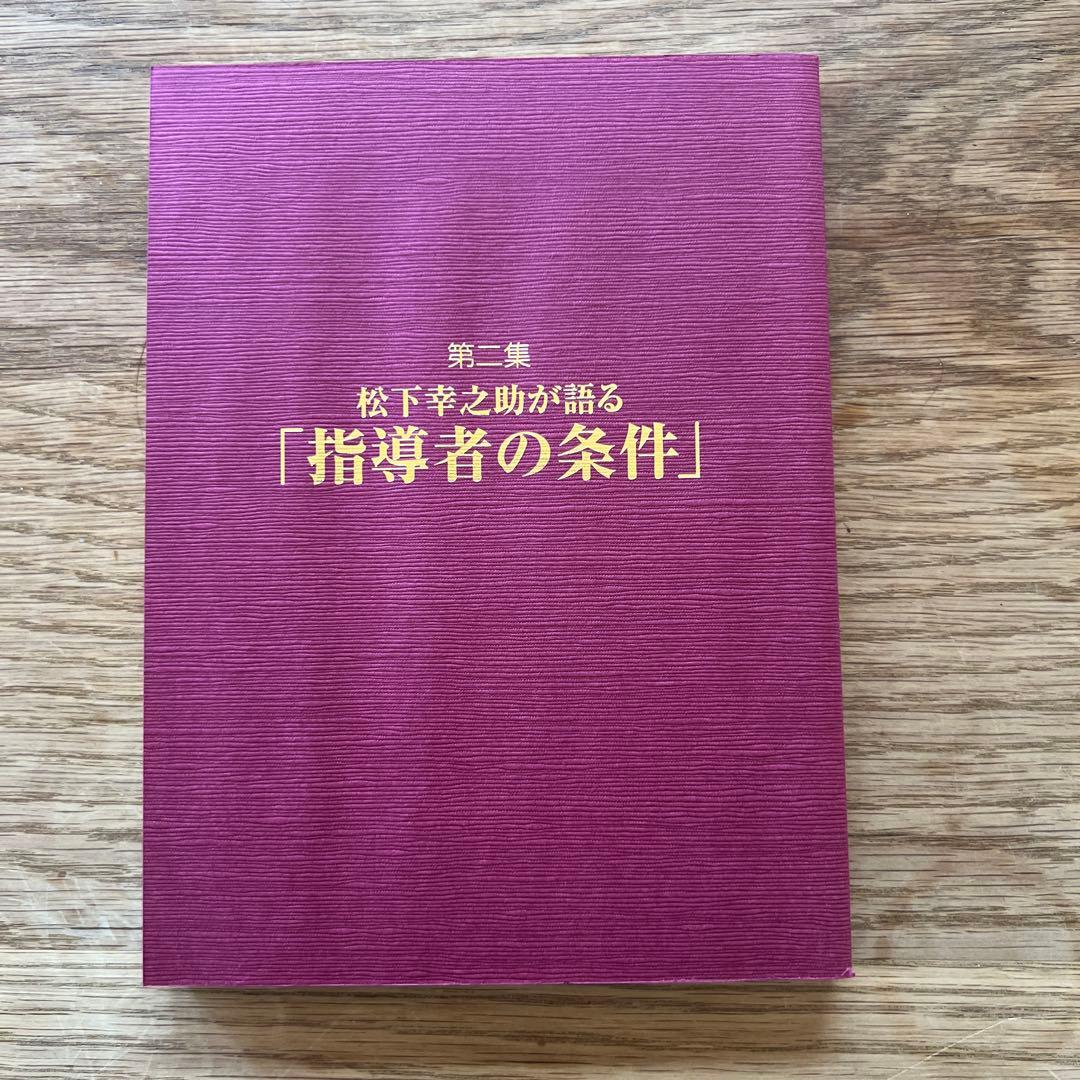 第二集
松下幸之助が語る
「指導者の条件」